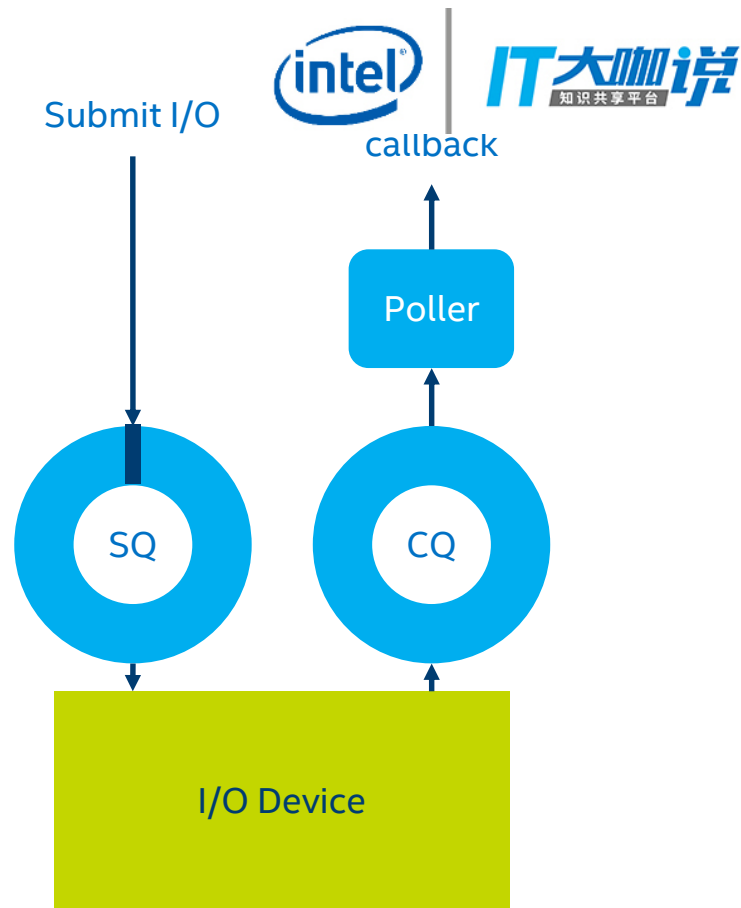 intel
IT大咖说
知识共享平台
Submit I/O
callback
Poller
SQ
CQ
I/O Device